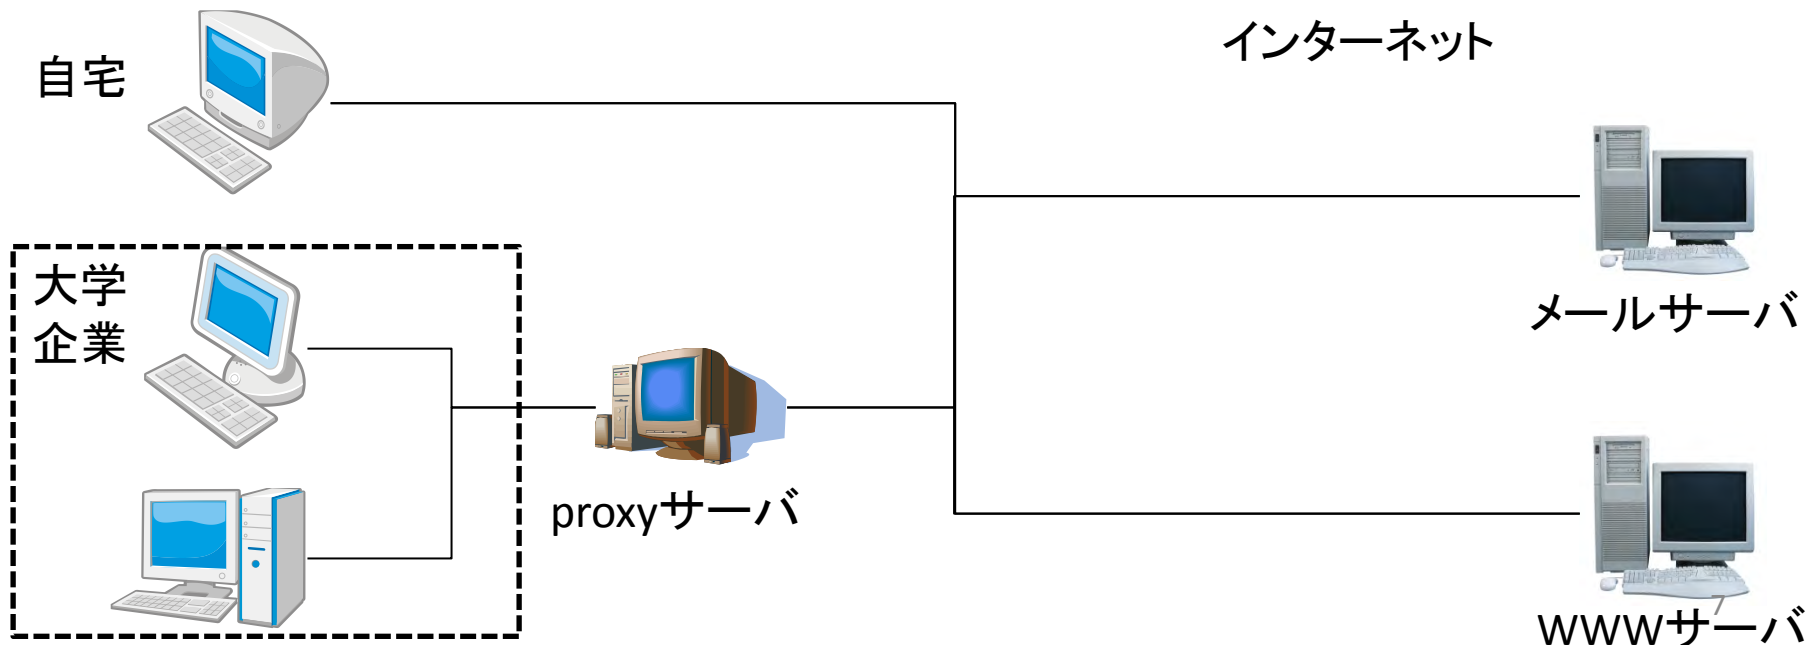 インターネット
自宅
大学
企業
メールサーバ
proxyサーバ
WWWサーバ